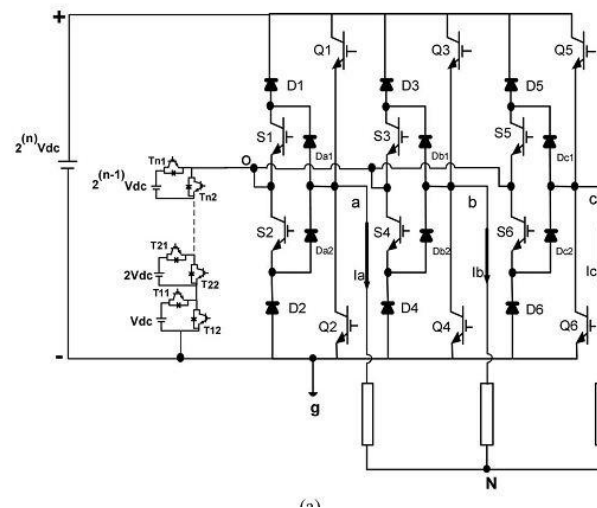 +
Q1
Q3
Q5
D1
D3
D5
S1
S3
S5
Da1
Db1
Dc1
2(n)Vdc
Tn1
O
2(n-1)Vdc
Tn2
a
b
c
S2
S4
S6
Da2
Db2
Dc2
T21
2Vdc
T22
T11
Ia
Ib
Ic
Vdc
T12
D2
D4
D6
Q2
Q4
Q6
-
g
N
(a)